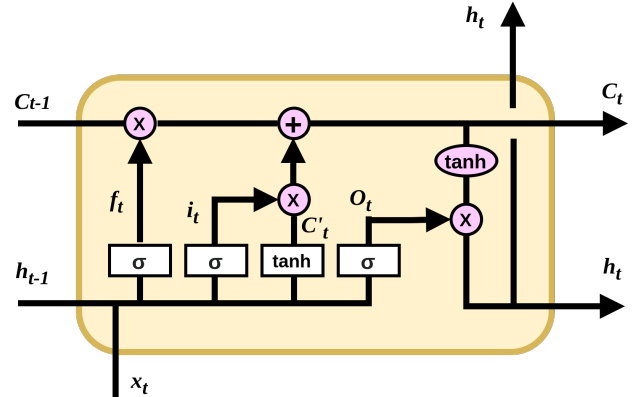 h_t
C_t-1
C_t
X
+
tanh
f_t
i_t
X
O_t
X
C'_t
σ
σ
tanh
σ
h_t-1
h_t
x_t